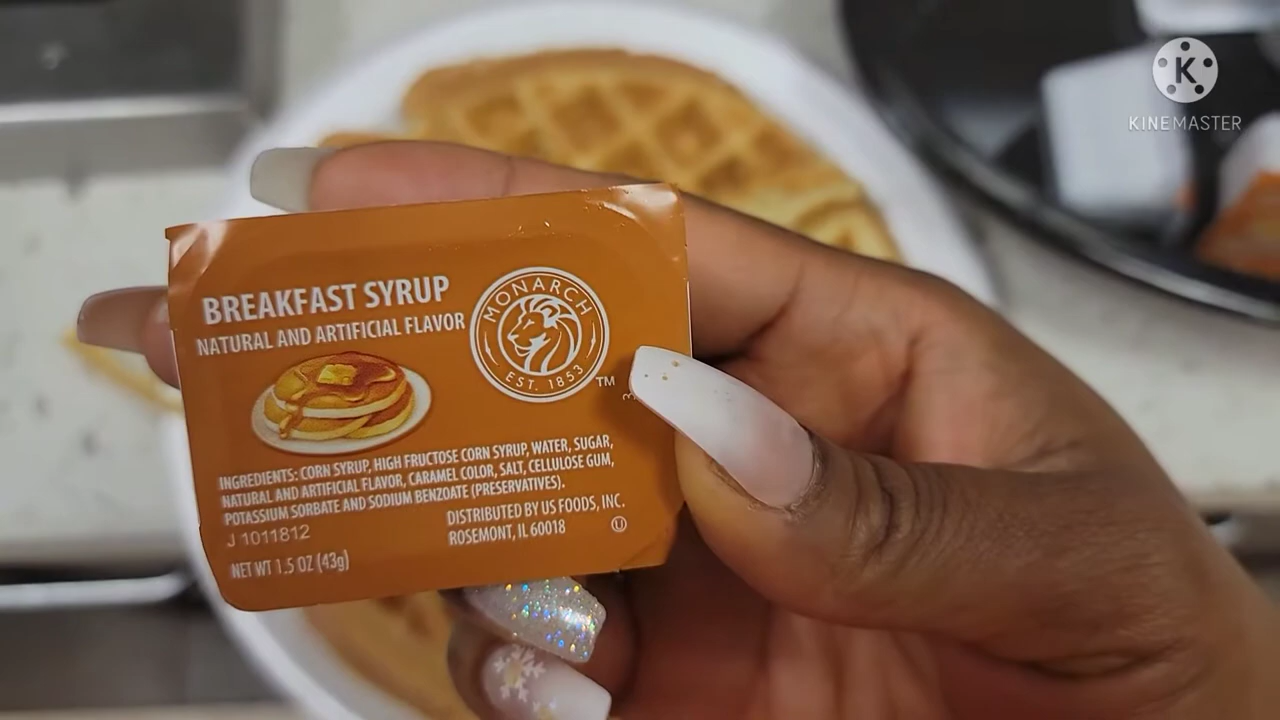 K
KINEMASTER
BREAKFAST SYRUP
NATURAL AND ARTIFICIAL FLAVOR
MONARCH
EST. 1853
TM
INGREDIENTS: CORN SYRUP, HIGH FRUCTOSE CORN SYRUP, WATER, SUGAR,
NATURAL AND ARTIFICIAL FLAVOR, CARAMEL COLOR, SALT, CELLULOSE GUM,
POTASSIUM SORBATE AND SODIUM BENZOATE (PRESERVATIVES).
J 1011812
DISTRIBUTED BY US FOODS, INC.
ROSEMONT, IL 60018
U
NET WT 1.5 OZ (43g)